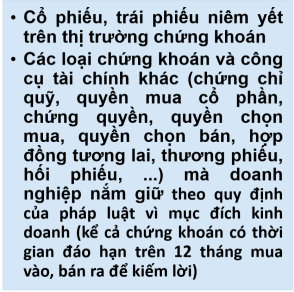 • Cổ phiếu, trái phiếu niêm yết
trên thị trường chứng khoán
• Các loại chứng khoán và công
cụ tài chính khác (chứng chỉ
quỹ, quyền mua cổ phần,
chứng quyền, quyền chọn
mua, quyền chọn bán, hợp
đồng tương lai, thương phiếu,
hối phiếu, ...) mà doanh
nghiệp nắm giữ theo quy định
của pháp luật vì mục đích kinh
doanh (kể cả chứng khoán có thời
gian đáo hạn trên 12 tháng mua
vào, bán ra để kiếm lời)